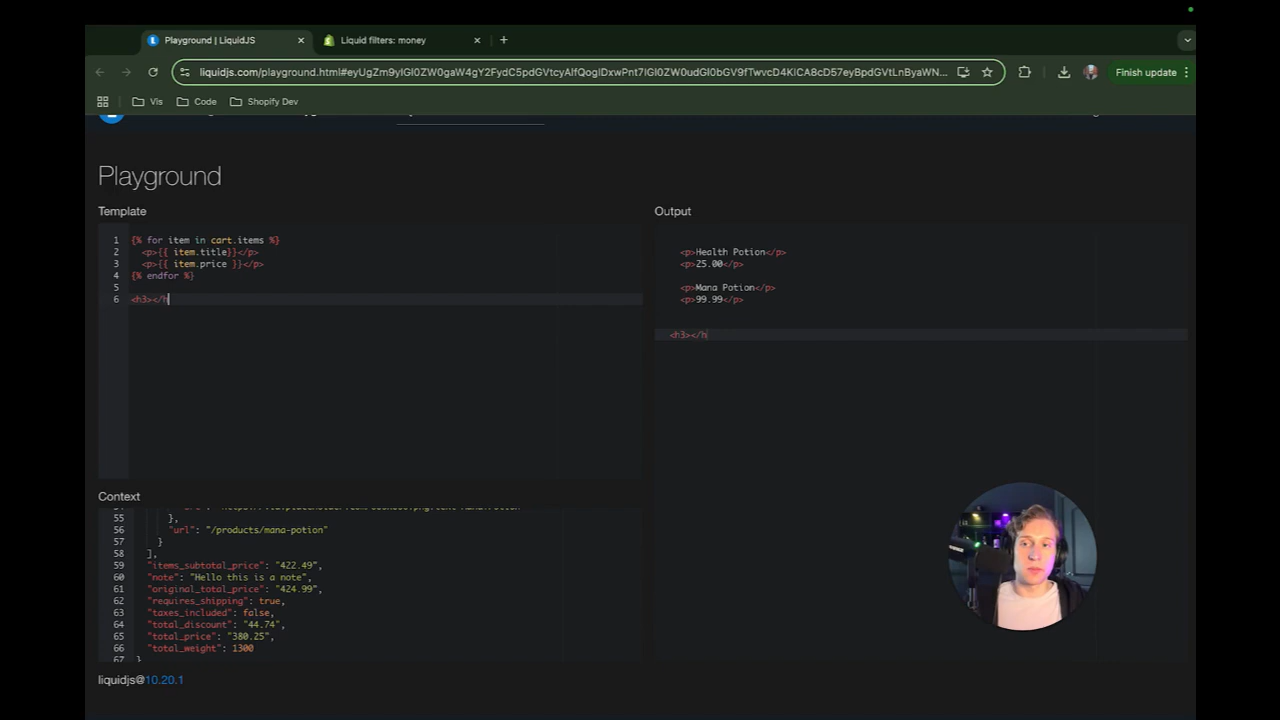 Playground | LiquidJS
Liquid filters: money
liquidjs.com/playground.html#eyUgZm9yIGl0ZW0gaW4gY2FydC5pdGVtcyAlfQogIDxwPnt7IGl0ZW0udGl0bGV9fTwvcD4KICA8cD57eyBpdGVtLnByaWN...
Finish update
Vis
Code
Shopify Dev
Playground
Template
1 {% for item in cart.items %}
2 <p>{{ item.title}}</p>
3 <p>{{ item.price }}</p>
4 {% endfor %}
5
6 <h3></h
Output
<p>Health Potion</p>
<p>25.00</p>
<p>Mana Potion</p>
<p>99.99</p>
<h3></h
Context
55 },
56 "url": "/products/mana-potion"
57 }
58 ],
59 "items_subtotal_price": "422.49",
60 "note": "Hello this is a note",
61 "original_total_price": "424.99",
62 "requires_shipping": true,
63 "taxes_included": false,
64 "total_discount": "44.74",
65 "total_price": "380.25",
66 "total_weight": 1300
67 }
liquidjs@10.20.1